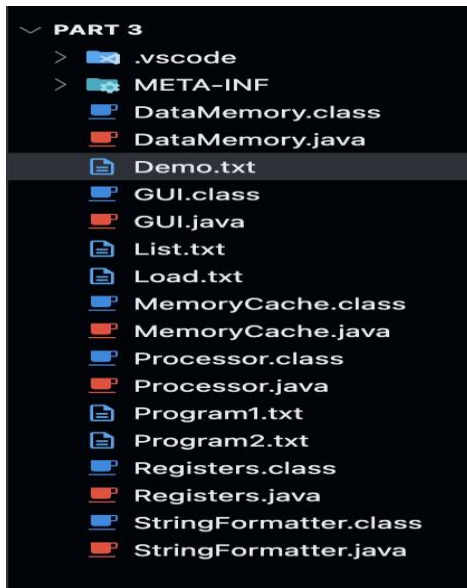 PART 3
.vscode
META-INF
DataMemory.class
DataMemory.java
Demo.txt
GUI.class
GUI.java
List.txt
Load.txt
MemoryCache.class
MemoryCache.java
Processor.class
Processor.java
Program1.txt
Program2.txt
Registers.class
Registers.java
StringFormatter.class
StringFormatter.java